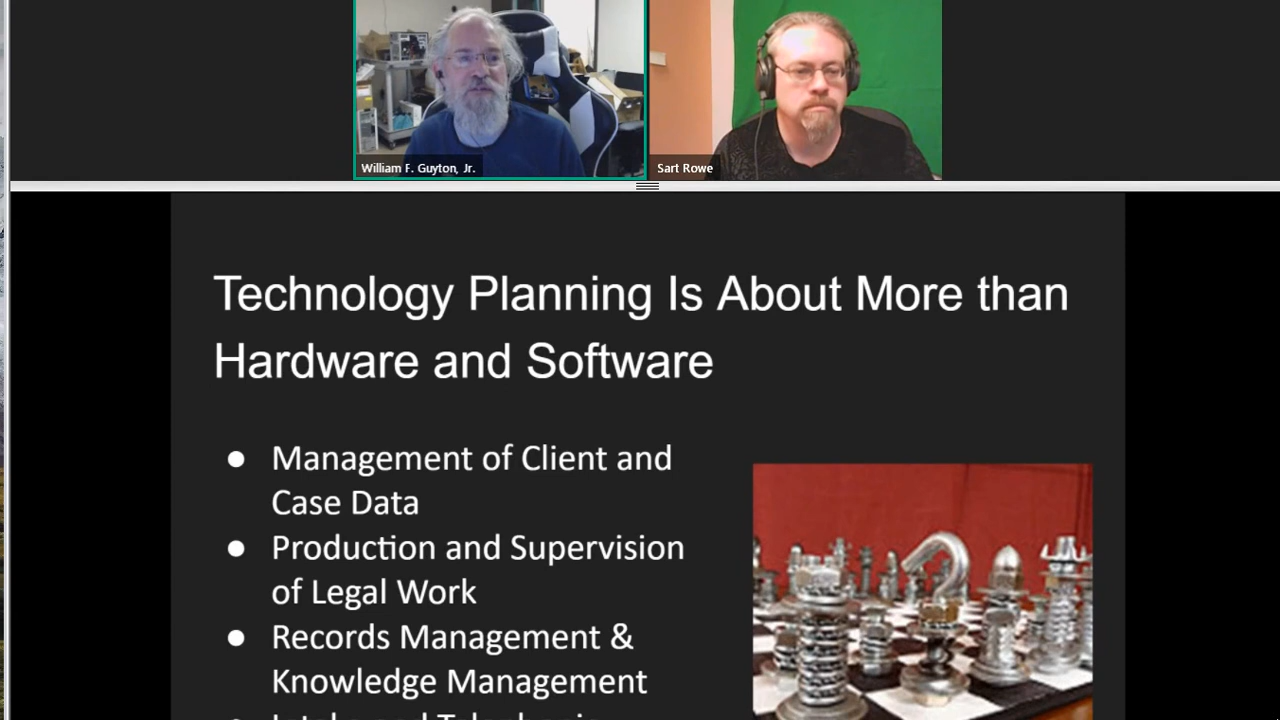 William F. Guyton, Jr.
Sart Rowe
Technology Planning Is About More than
Hardware and Software
● Management of Client and
Case Data
● Production and Supervision
of Legal Work
● Records Management &
Knowledge Management